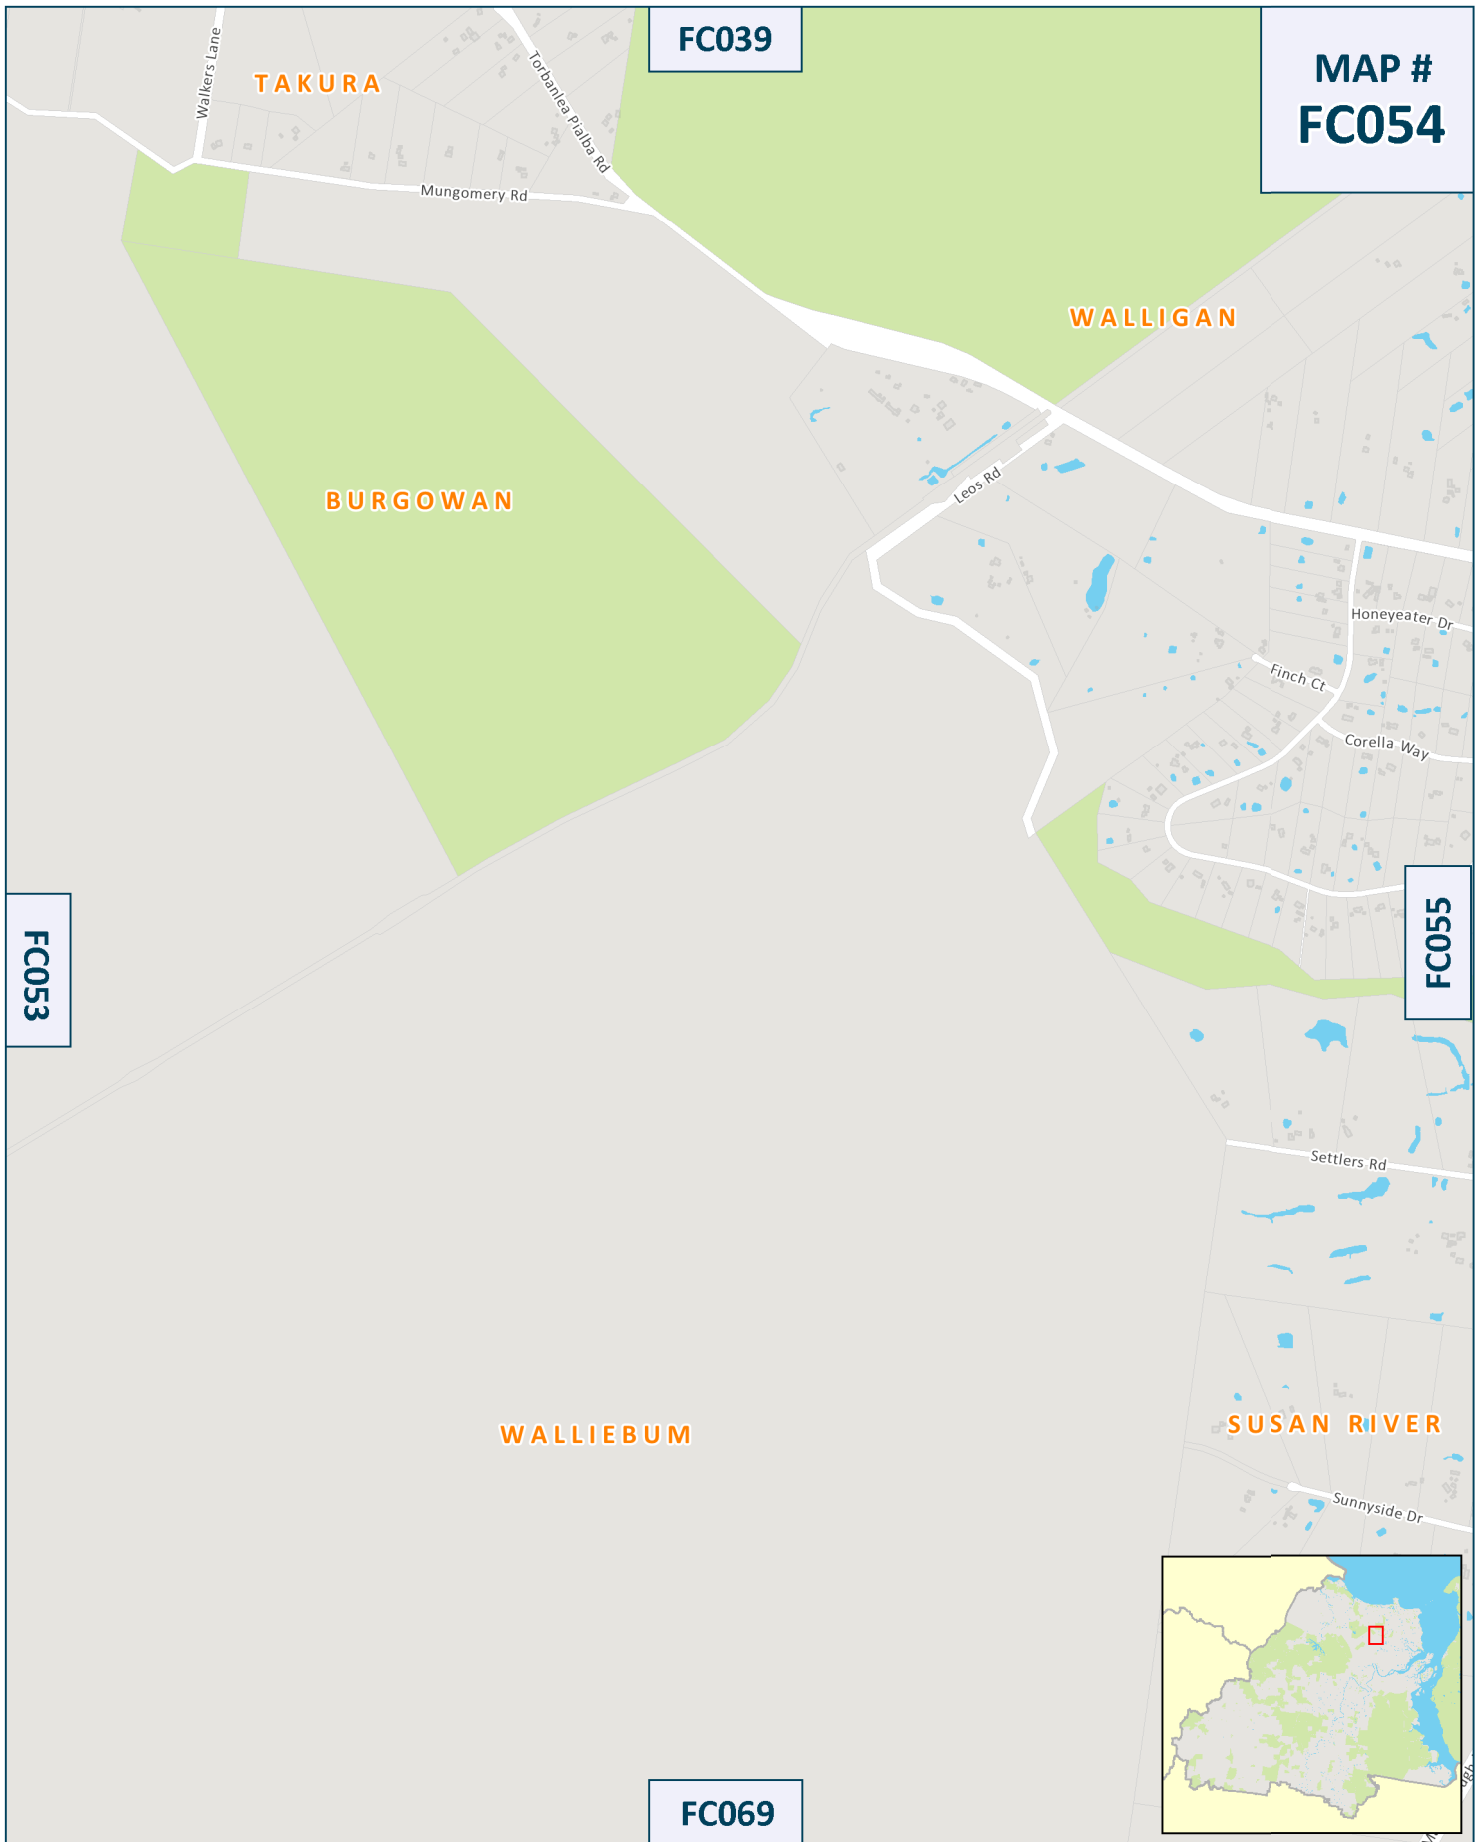 FC039
MAP #
FC054
TAKURA
Walkers Lane
Torbanlea Pialba Rd
Mungomery Rd
WALLIGAN
BURGOWAN
Leos Rd
Honeyeater Dr
Finch Ct
Corella Way
FC053
FC055
Settlers Rd
WALLIEBUM
SUSAN RIVER
Sunnyside Dr
FC069